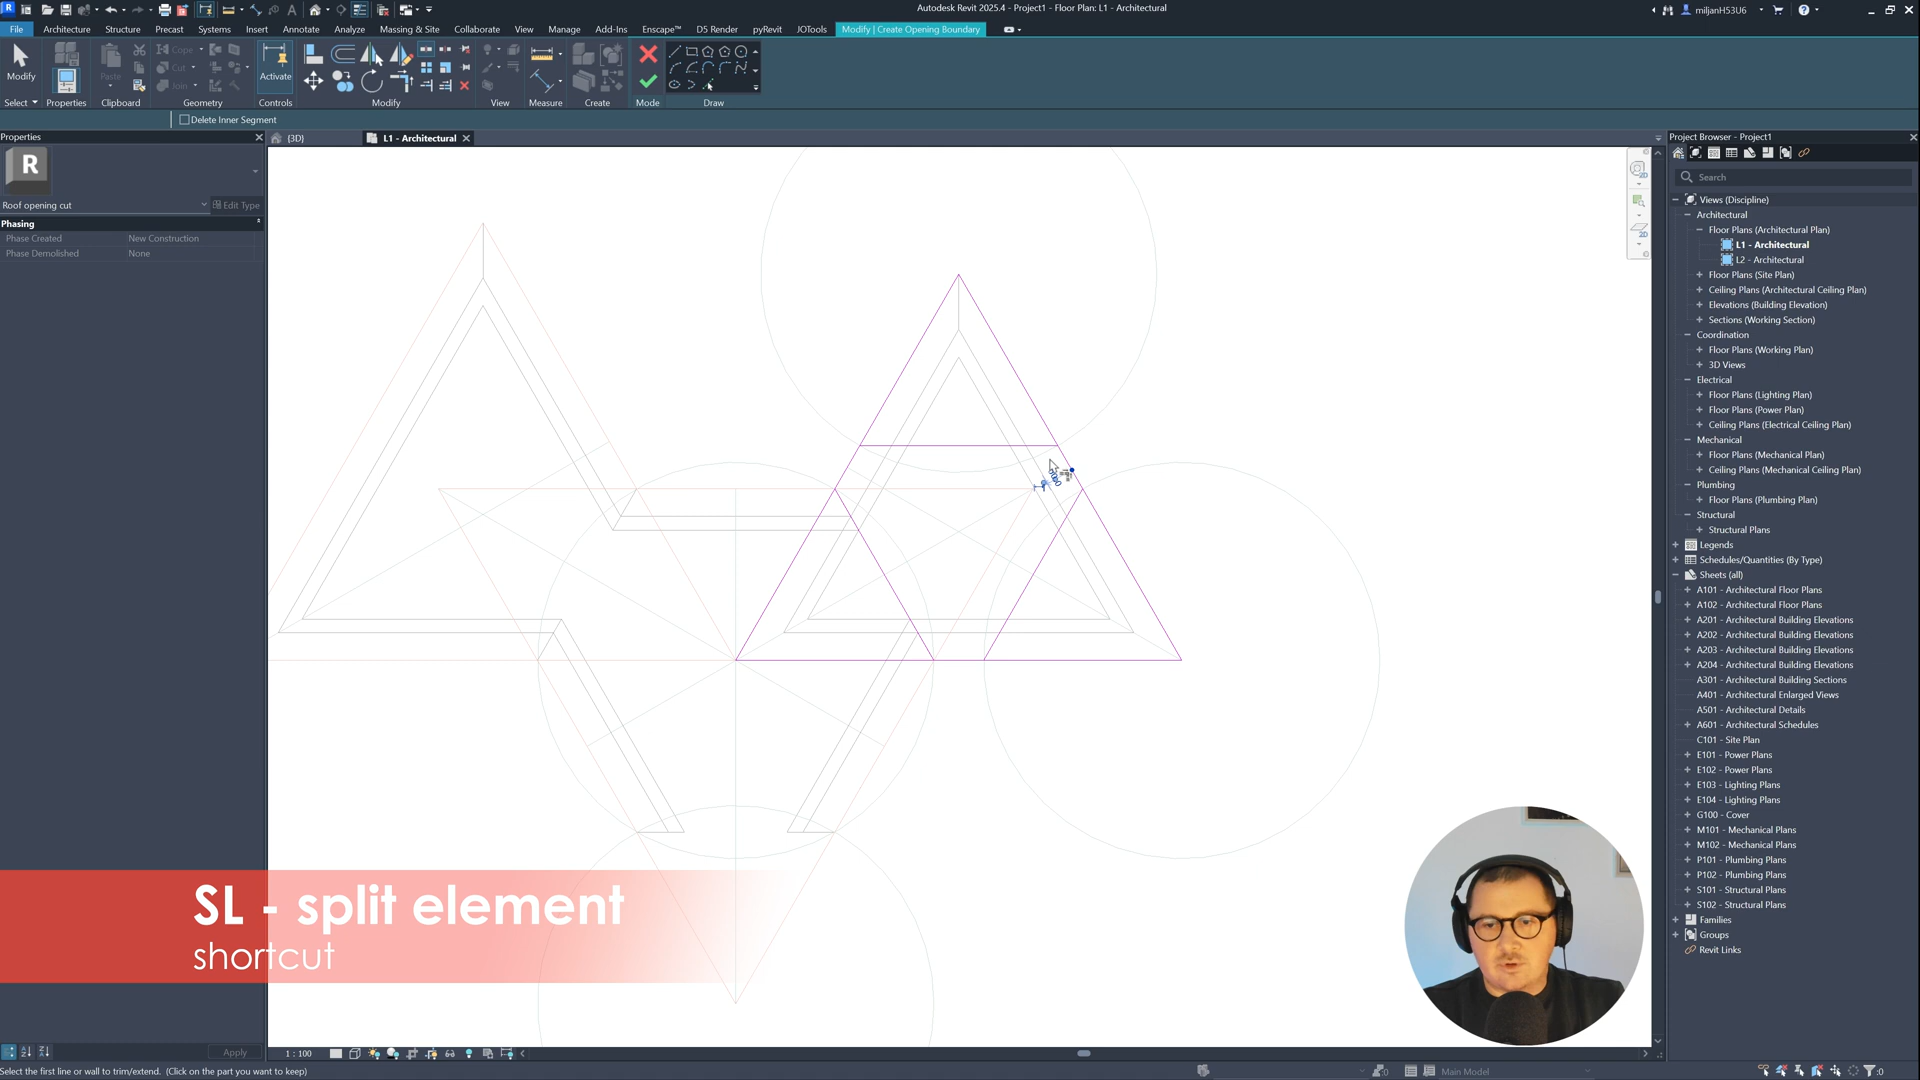 Autodesk Revit 2025.4 - Project1 - Floor Plan: L1 - Architectural
miljanH53U6
File
Architecture
Structure
Precast
Systems
Insert
Annotate
Analyze
Massing & Site
Collaborate
View
Manage
Add-Ins
Enscape™
D5 Render
pyRevit
JOTools
Modify | Create Opening Boundary
Modify
Paste
Cope
Cut
Join
Activate
Select
Properties
Clipboard
Geometry
Controls
Modify
View
Measure
Create
Mode
Draw
Delete Inner Segment
Properties
{3D}
L1 - Architectural
Project Browser - Project1
R
Search
Roof opening cut
Edit Type
Phasing
Phase Created
New Construction
Phase Demolished
None
2D
2D
Views (Discipline)
Architectural
Floor Plans (Architectural Plan)
L1 - Architectural
L2 - Architectural
Floor Plans (Site Plan)
Ceiling Plans (Architectural Ceiling Plan)
Elevations (Building Elevation)
Sections (Working Section)
Coordination
Floor Plans (Working Plan)
3D Views
Electrical
Floor Plans (Lighting Plan)
Floor Plans (Power Plan)
Ceiling Plans (Electrical Ceiling Plan)
Mechanical
Floor Plans (Mechanical Plan)
Ceiling Plans (Mechanical Ceiling Plan)
Plumbing
Floor Plans (Plumbing Plan)
Structural
Structural Plans
Legends
Schedules/Quantities (By Type)
Sheets (all)
A101 - Architectural Floor Plans
A102 - Architectural Floor Plans
A201 - Architectural Building Elevations
A202 - Architectural Building Elevations
A203 - Architectural Building Elevations
A204 - Architectural Building Elevations
A301 - Architectural Building Sections
A401 - Architectural Enlarged Views
A501 - Architectural Details
A601 - Architectural Schedules
C101 - Site Plan
E101 - Power Plans
E102 - Power Plans
E103 - Lighting Plans
E104 - Lighting Plans
G100 - Cover
M101 - Mechanical Plans
M102 - Mechanical Plans
P101 - Plumbing Plans
P102 - Plumbing Plans
S101 - Structural Plans
S102 - Structural Plans
Families
Groups
Revit Links
SL - split element
shortcut
Apply
1 : 100
Select the first line or wall to trim/extend. (Click on the part you want to keep)
:0
Main Model
:0